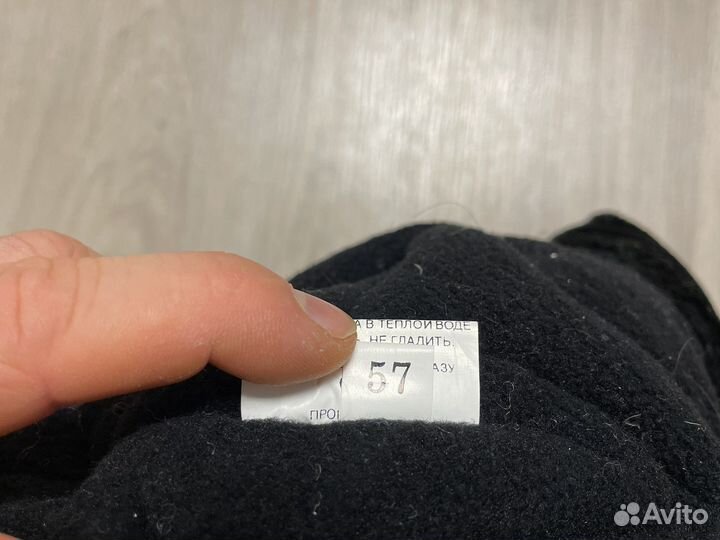 А В ТЕПЛОЙ ВОДЕ
НЕ ГЛАДИТЬ.
57
АЗУ
ПРО
Avito